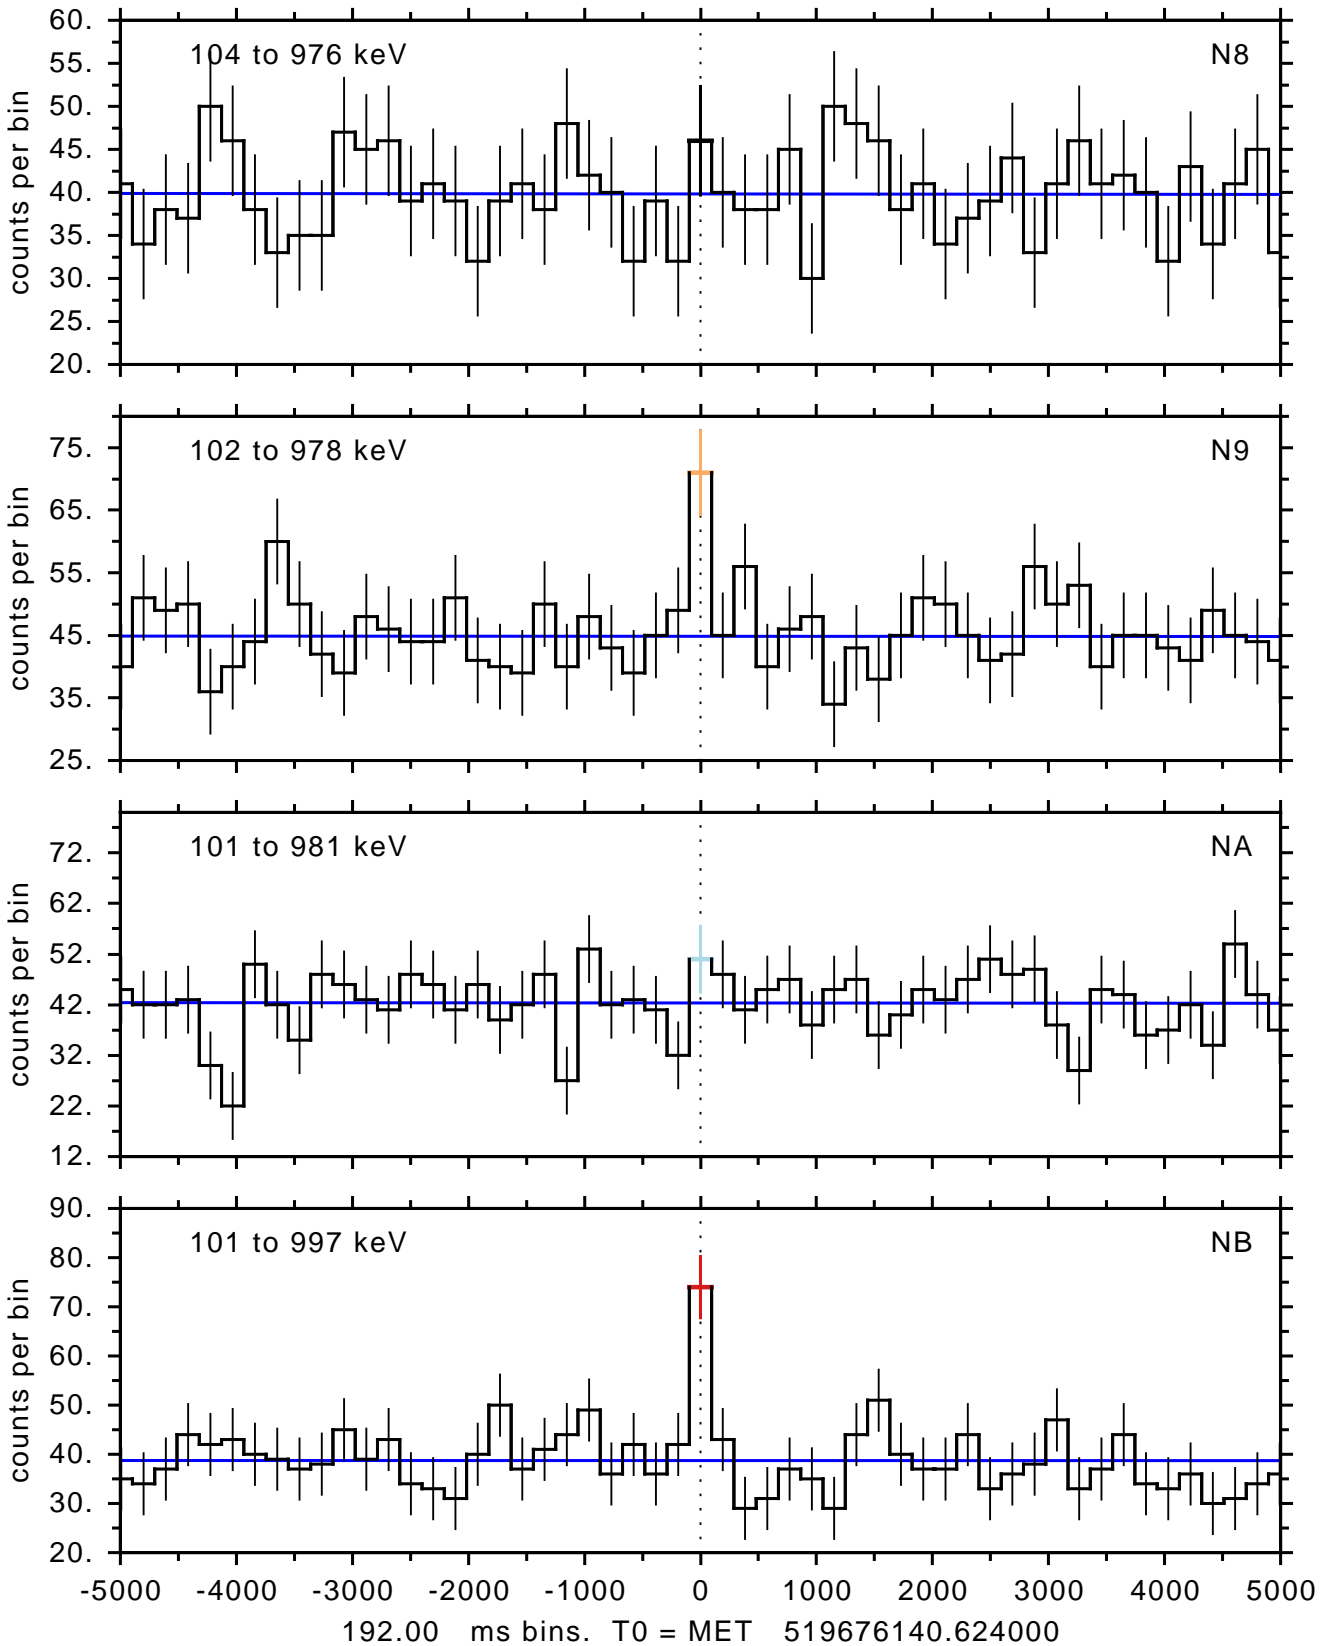 60.
55.
50.
45.
40.
35.
30.
25.
20.
counts per bin
104 to 976 keV
N8
75.
65.
55.
45.
35.
25.
counts per bin
102 to 978 keV
N9
72.
62.
52.
42.
32.
22.
12.
counts per bin
101 to 981 keV
NA
90.
80.
70.
60.
50.
40.
30.
20.
counts per bin
101 to 997 keV
NB
-5000 -4000 -3000 -2000 -1000 0 1000 2000 3000 4000 5000
192.00 ms bins. T0 = MET 519676140.624000